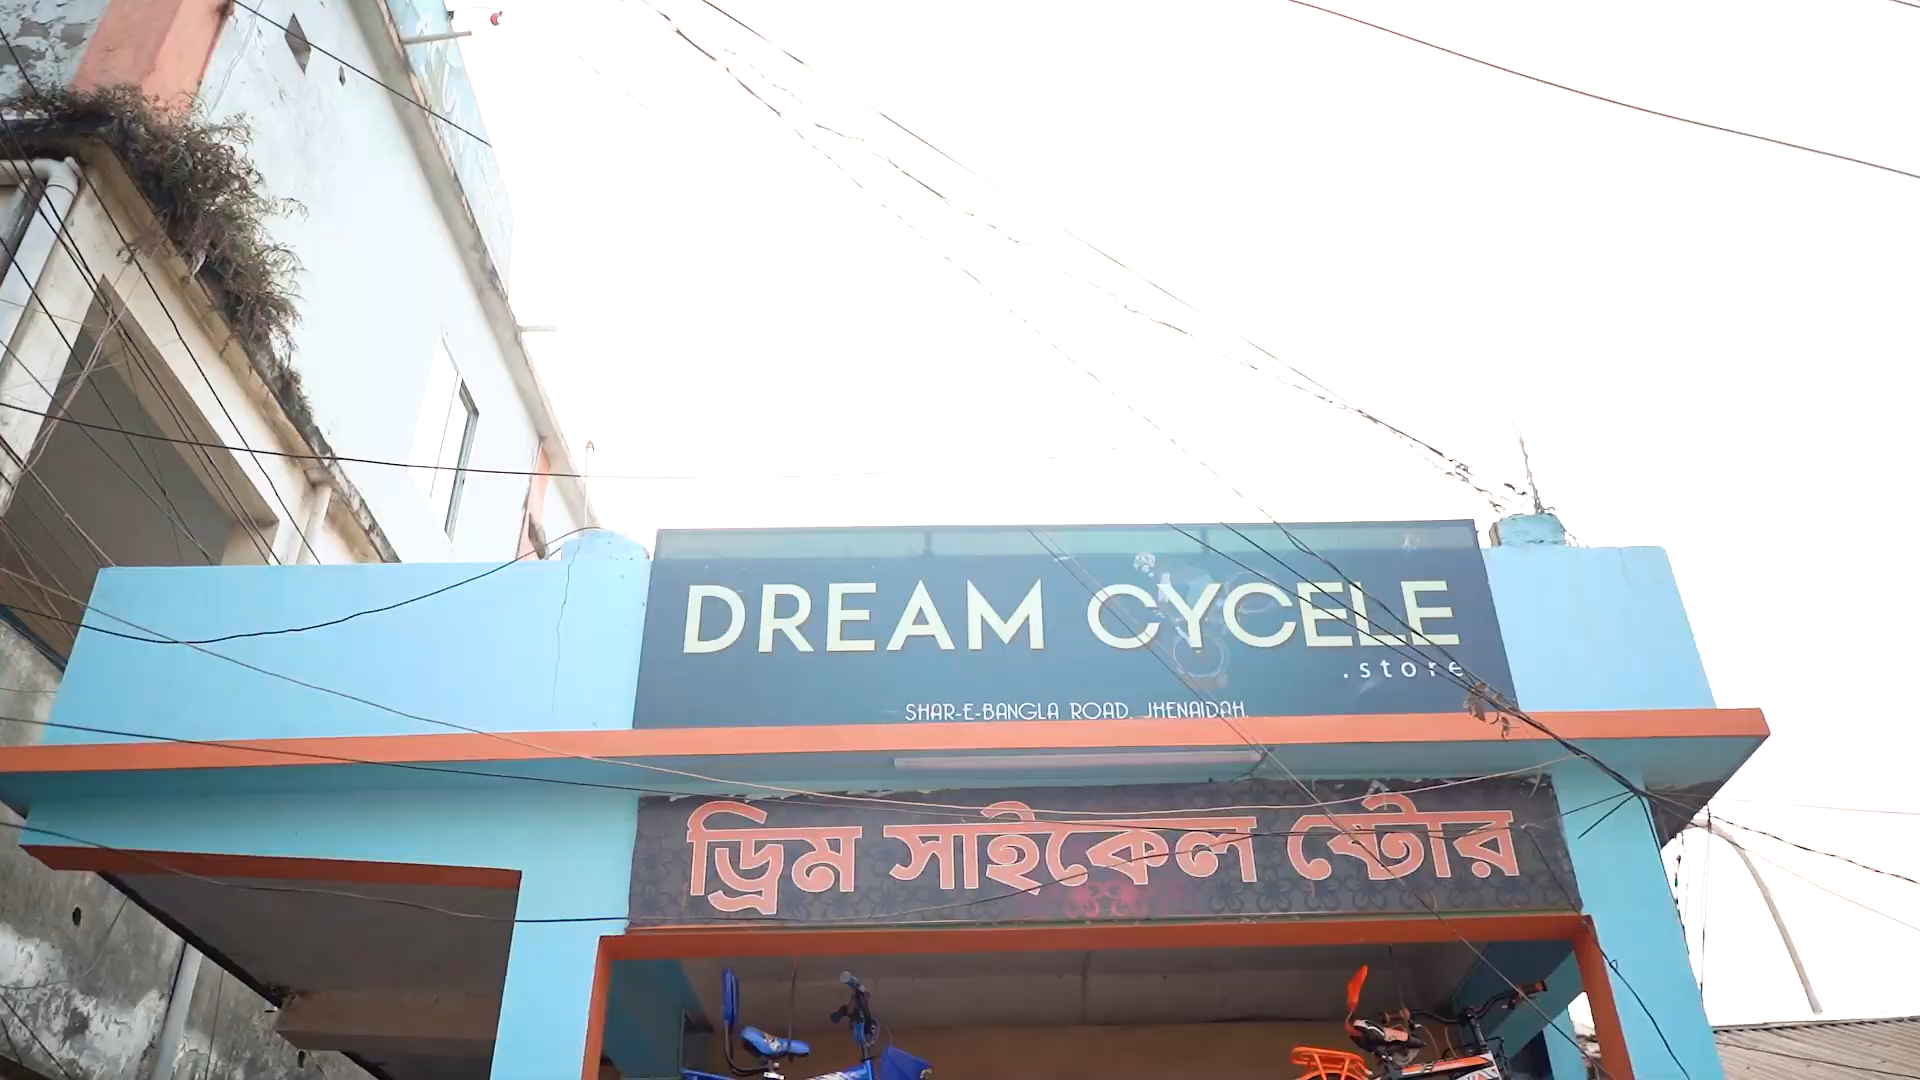 DREAM CYCELE
.store
SHAR-E-BANGLA ROAD, JHENAIDAH.
ড্রিম সাইকেল ষ্টোর